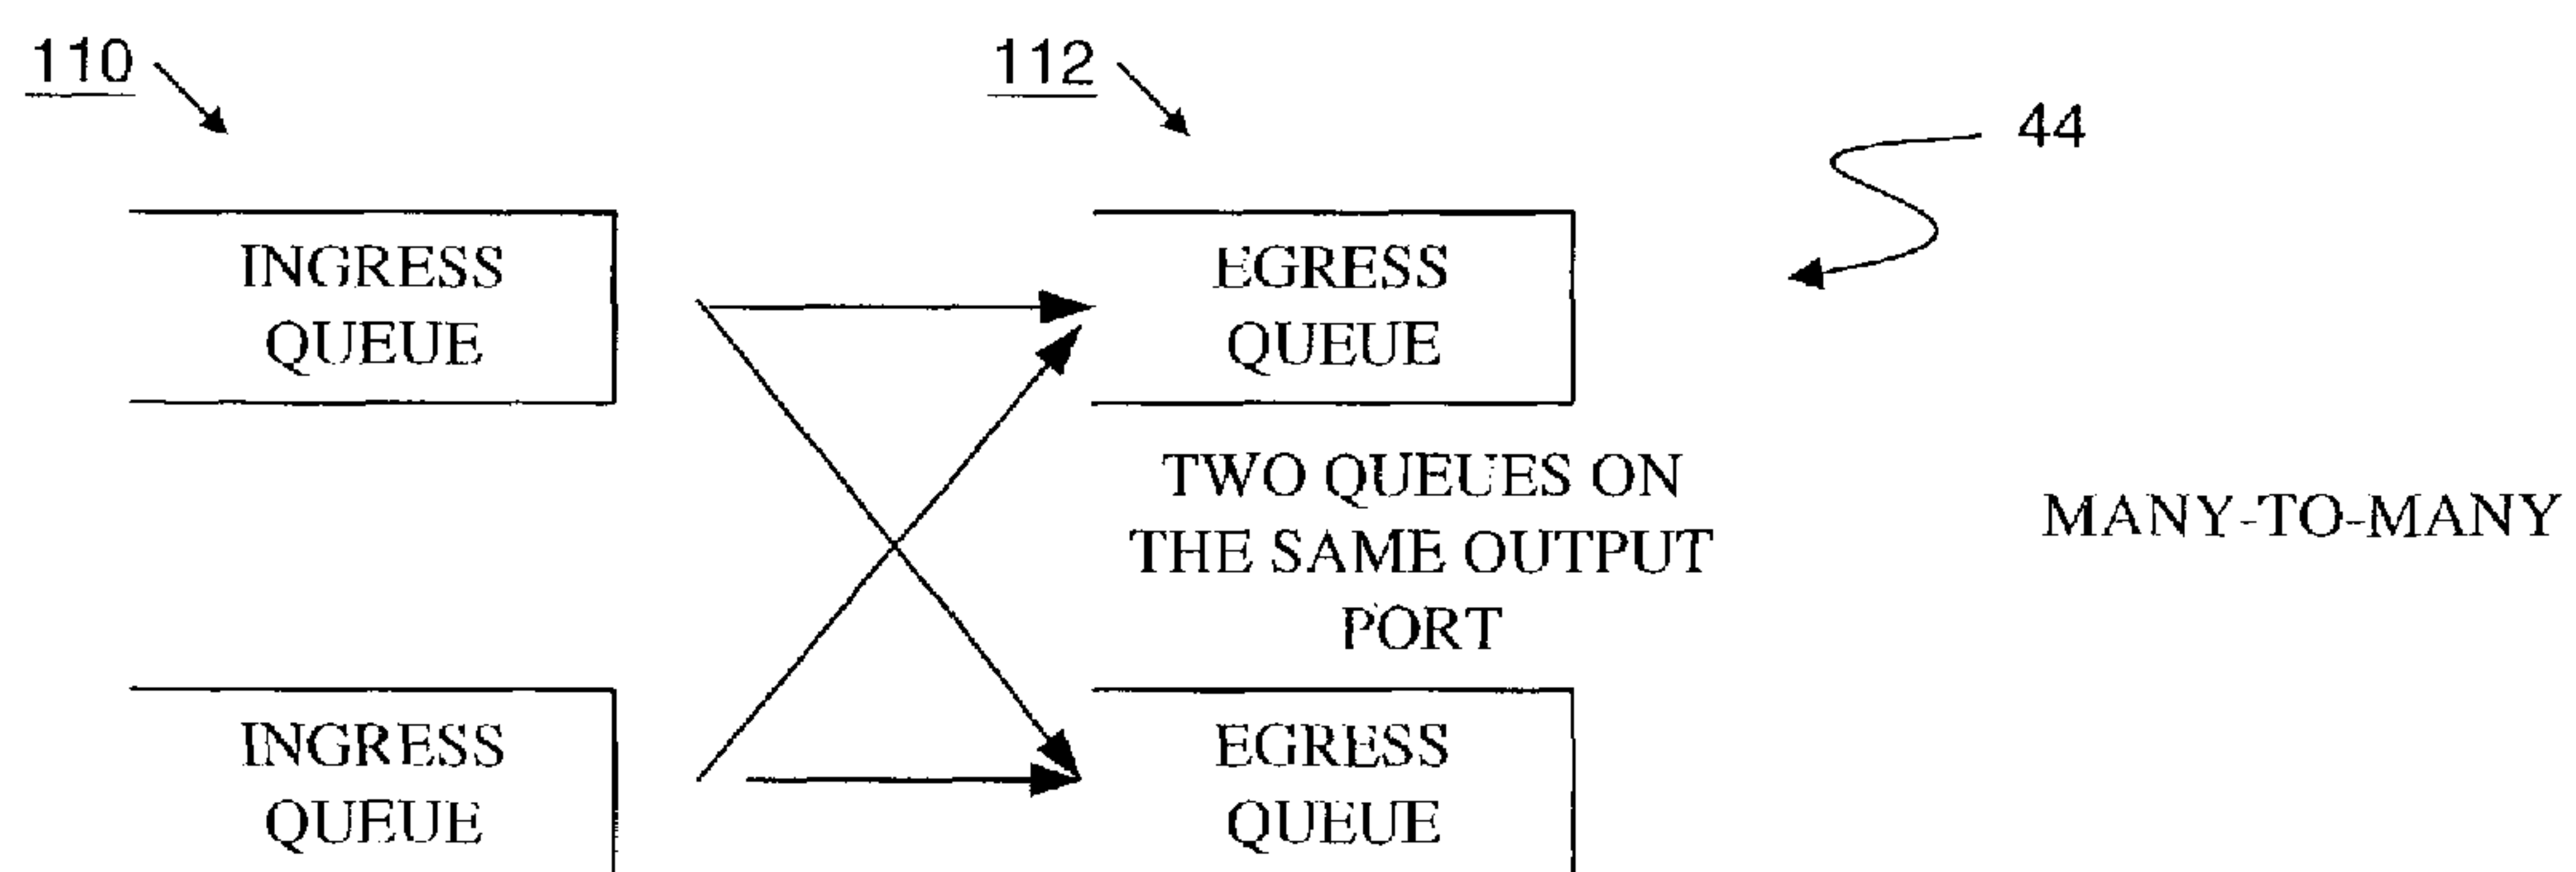 110
112
44
INGRESS
QUEUE
EGRESS
QUEUE
TWO QUEUES ON
THE SAME OUTPUT
PORT
MANY-TO-MANY
INGRESS
QUEUE
EGRESS
QUEUE